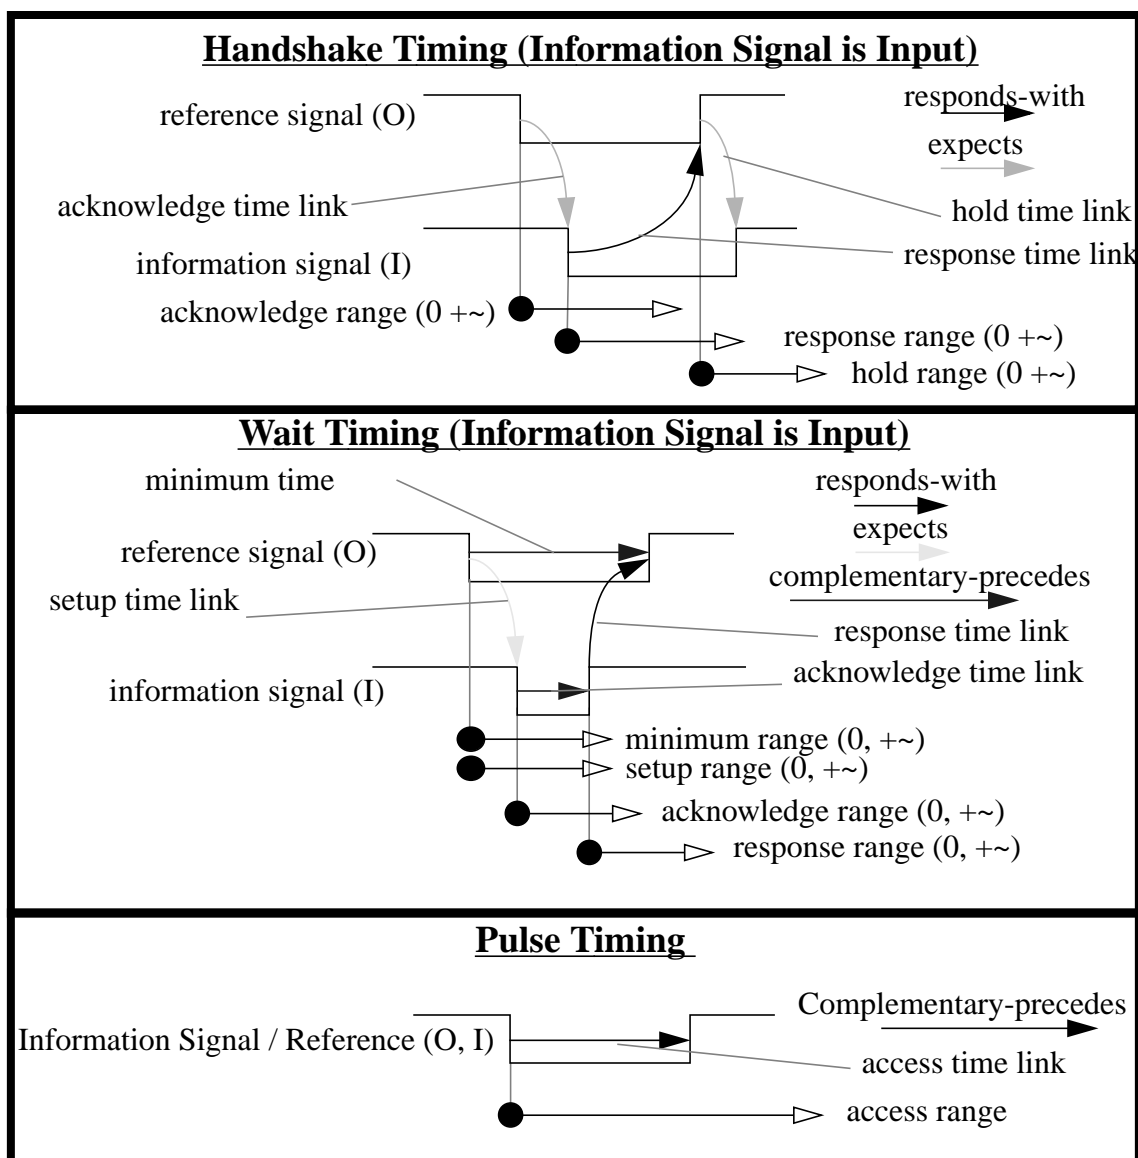 Handshake Timing (Information Signal is Input)
reference signal (O)
responds-with
expects
acknowledge time link
hold time link
information signal (I)
response time link
acknowledge range (0 +~)
response range (0 +~)
hold range (0 +~)
Wait Timing (Information Signal is Input)
minimum time
responds-with
reference signal (O)
expects
complementary-precedes
setup time link
response time link
acknowledge time link
information signal (I)
minimum range (0, +~)
setup range (0, +~)
acknowledge range (0, +~)
response range (0, +~)
Pulse Timing
Complementary-precedes
Information Signal / Reference (O, I)
access time link
access range